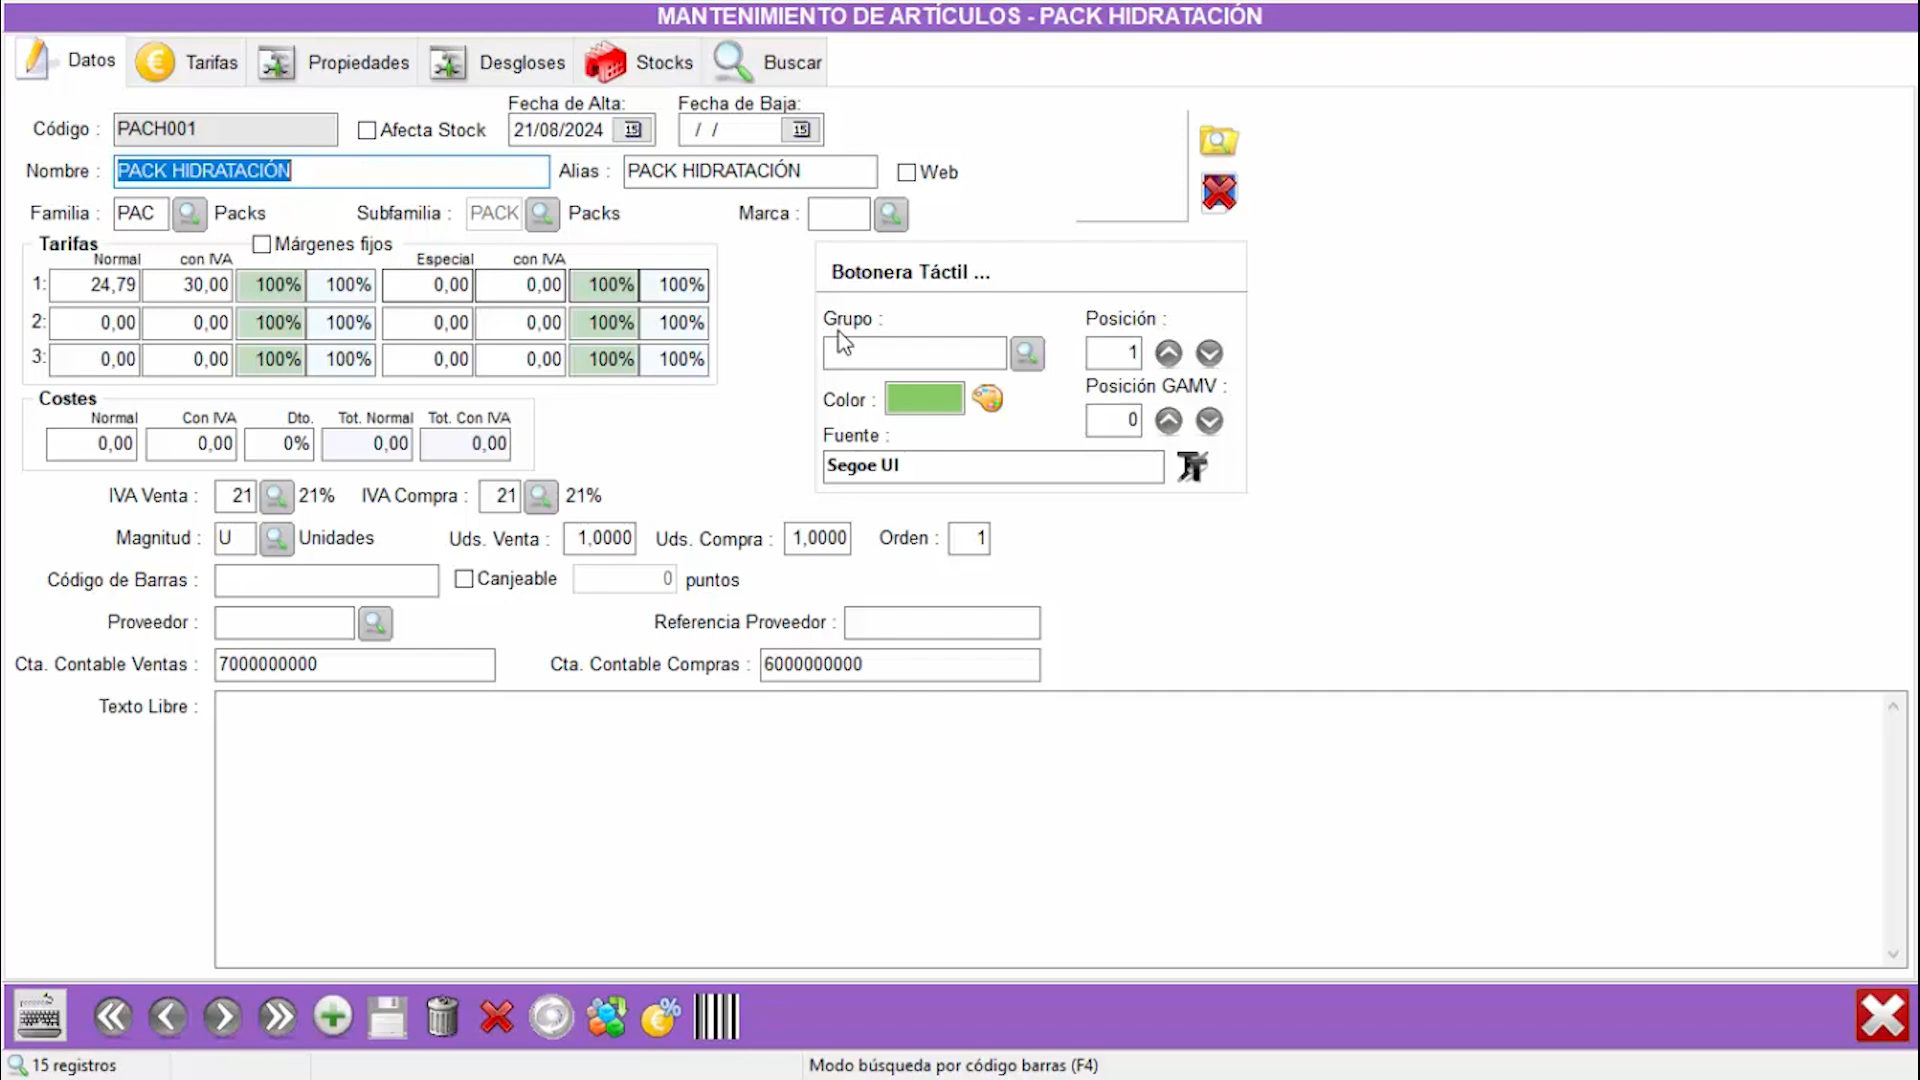 MANTENIMIENTO DE ARTÍCULOS - PACK HIDRATACIÓN
Datos Tarifas Propiedades Desgloses Stocks Buscar
Fecha de Alta: Fecha de Baja:
Código : PACH001 Afecta Stock 21/08/2024 15 / / 15
Nombre : PACK HIDRATACIÓN Alias : PACK HIDRATACIÓN Web
Familia : PAC Packs Subfamilia : PACK Packs Marca :
Tarifas Márgenes fijos
Normal con IVA Especial con IVA
1: 24,79 30,00 100% 100% 0,00 0,00 100% 100%
2: 0,00 0,00 100% 100% 0,00 0,00 100% 100%
3: 0,00 0,00 100% 100% 0,00 0,00 100% 100%
Botonera Táctil ...
Grupo : Posición :
1
Color : Posición GAMV :
0
Fuente :
Segoe UI
Costes
Normal Con IVA Dto. Tot. Normal Tot. Con IVA
0,00 0,00 0% 0,00 0,00
IVA Venta : 21 21% IVA Compra : 21 21%
Magnitud : U Unidades Uds. Venta : 1,0000 Uds. Compra : 1,0000 Orden : 1
Código de Barras : Canjeable 0 puntos
Proveedor : Referencia Proveedor :
Cta. Contable Ventas : 7000000000 Cta. Contable Compras : 6000000000
Texto Libre :
15 registros Modo búsqueda por código barras (F4)